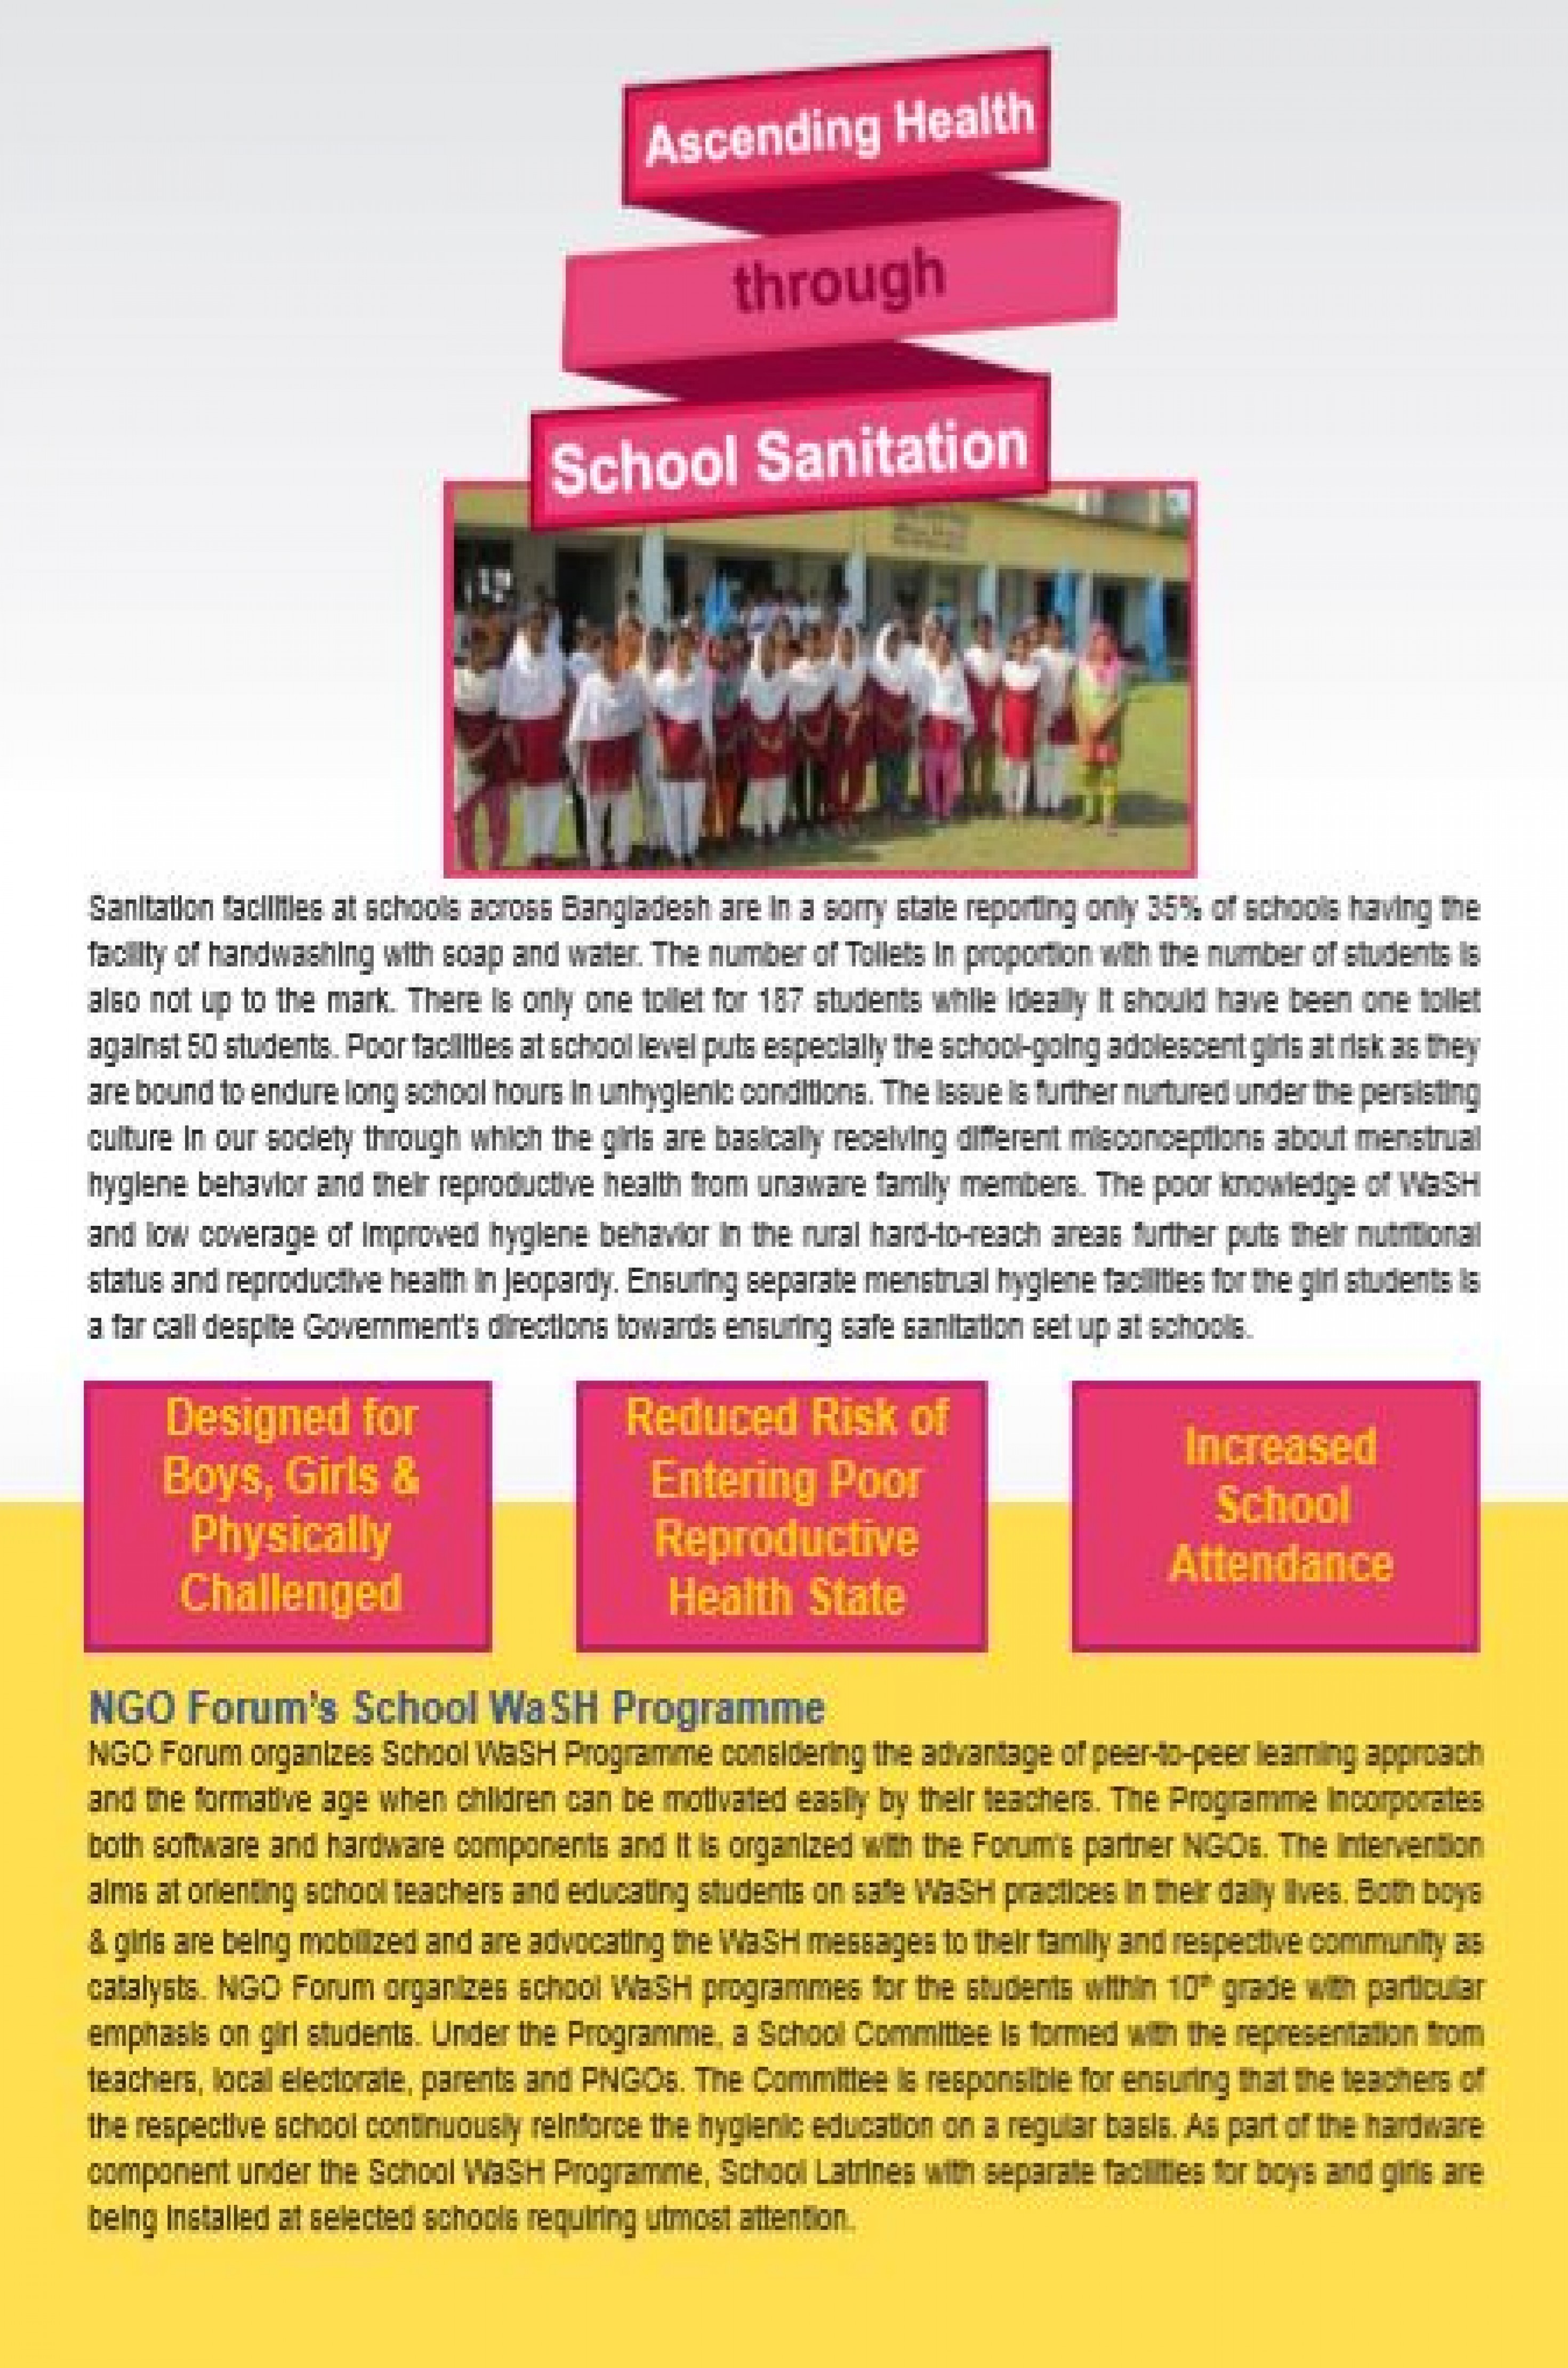 Ascending Health
through
School Sanitation
Sanitation facilities at schools across Bangladesh are in a sorry state reporting only 35% of schools having the
facility of handwashing with soap and water. The number of Toilets in proportion with the number of students is
also not up to the mark. There is only one toilet for 187 students while ideally it should have been one toilet
against 50 students. Poor facilities at school level puts especially the school-going adolescent girls at risk as they
are bound to endure long school hours in unhygienic conditions. The issue is further nurtured under the persisting
culture in our society through which the girls are basically receiving different misconceptions about menstrual
hygiene behavior and their reproductive health from unaware family members. The poor knowledge of WaSH
and low coverage of improved hygiene behavior in the rural hard-to-reach areas further puts their nutritional
status and reproductive health in jeopardy. Ensuring separate menstrual hygiene facilities for the girl students is
a far call despite Government's directions towards ensuring safe sanitation set up at schools.
Designed for
Boys, Girls &
Physically
Challenged
Reduced Risk of
Entering Poor
Reproductive
Health State
Increased
School
Attendance
NGO Forum's School WaSH Programme
NGO Forum organizes School WaSH Programme considering the advantage of peer-to-peer learning approach
and the formative age when children can be motivated easily by their teachers. The Programme incorporates
both software and hardware components and it is organized with the Forum's partner NGOs. The intervention
aims at orienting school teachers and educating students on safe WaSH practices in their daily lives. Both boys
& girls are being mobilized and are advocating the WaSH messages to their family and respective community as
catalysts. NGO Forum organizes school WaSH programmes for the students within 10th grade with particular
emphasis on girl students. Under the Programme, a School Committee is formed with the representation from
teachers, local electorate, parents and PNGOs. The Committee is responsible for ensuring that the teachers of
the respective school continuously reinforce the hygienic education on a regular basis. As part of the hardware
component under the School WaSH Programme, School Latrines with separate facilities for boys and girls are
being installed at selected schools requiring utmost attention.